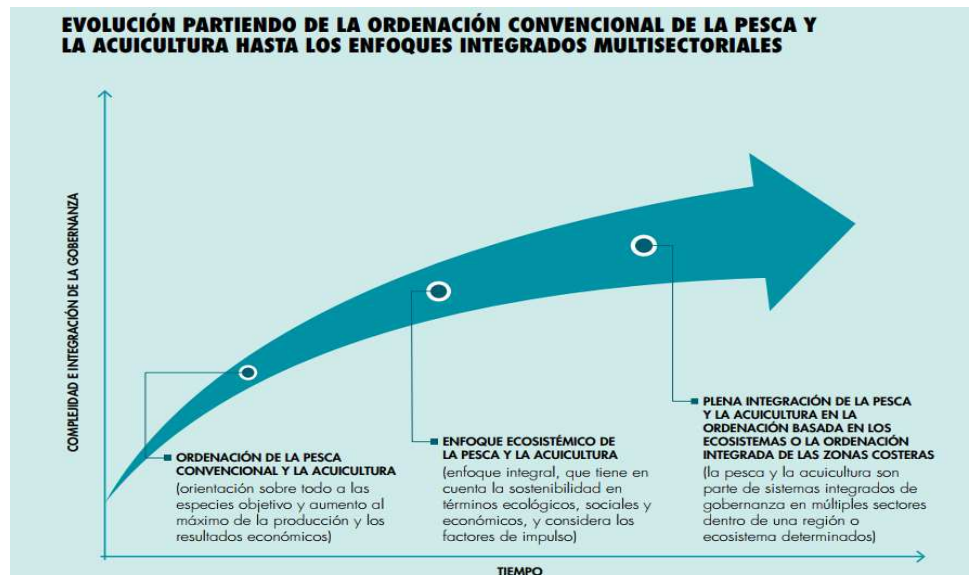 EVOLUCIÓN PARTIENDO DE LA ORDENACIÓN CONVENCIONAL DE LA PESCA Y
LA ACUICULTURA HASTA LOS ENFOQUES INTEGRADOS MULTISECTORIALES
COMPLEJIDAD E INTEGRACIÓN DE LA GOBERNANZA
ORDENACIÓN DE LA PESCA
CONVENCIONAL Y LA ACUICULTURA
(orientación sobre todo a las
especies objetivo y aumento al
máximo de la producción y los
resultados económicos)
ENFOQUE ECOSISTÉMICO DE
LA PESCA Y LA ACUICULTURA
(enfoque integral, que tiene en
cuenta la sostenibilidad en
términos ecológicos, sociales y
económicos, y considera los
factores de impulso)
PLENA INTEGRACIÓN DE LA PESCA
Y LA ACUICULTURA EN LA
ORDENACIÓN BASADA EN LOS
ECOSISTEMAS O LA ORDENACIÓN
INTEGRADA DE LAS ZONAS COSTERAS
(la pesca y la acuicultura son
parte de sistemas integrados de
gobernanza en múltiples sectores
dentro de una región o
ecosistema determinados)
TIEMPO